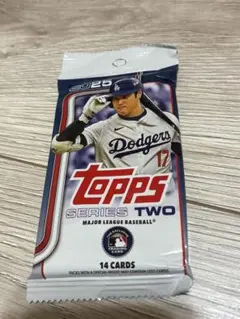 2025
Dodgers
17
TOPPS
SERIES TWO
MAJOR LEAGUE BASEBALL®
14 CARDS